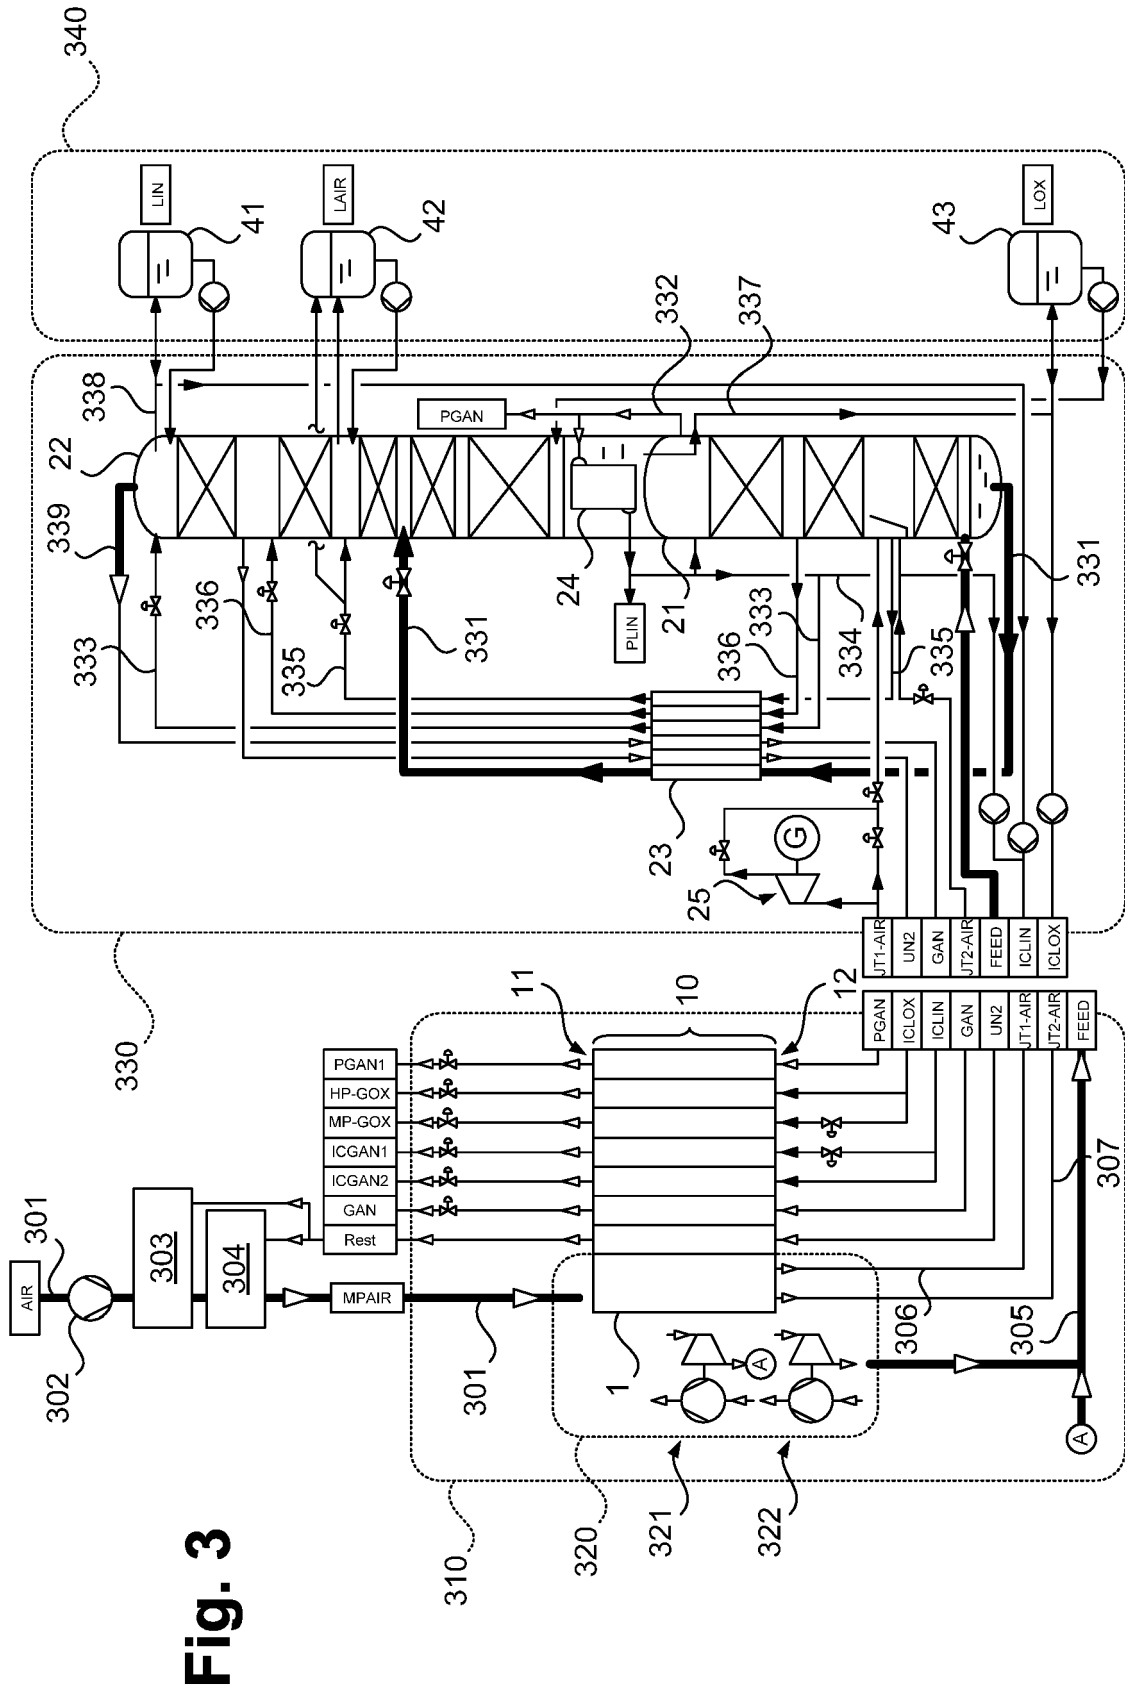 340
LIN
41
LAIR
42
LOX
43
338
332
337
22
PGAN
339
24
21
331
333
336
335
331
PLIN
336
333
334
335
23
G
25
330
JT1-AIR
UN2
GAN
JT2-AIR
FEED
ICLIN
ICLOX
PGAN
ICLOX
ICLIN
GAN
UN2
JT1-AIR
JT2-AIR
FEED
11
10
12
PGAN1
HP-GOX
MP-GOX
ICGAN1
ICGAN2
GAN
Rest
AIR
301
302
303
304
MPAIR
301
1
A
306
305
307
A
321
322
320
310
Fig. 3